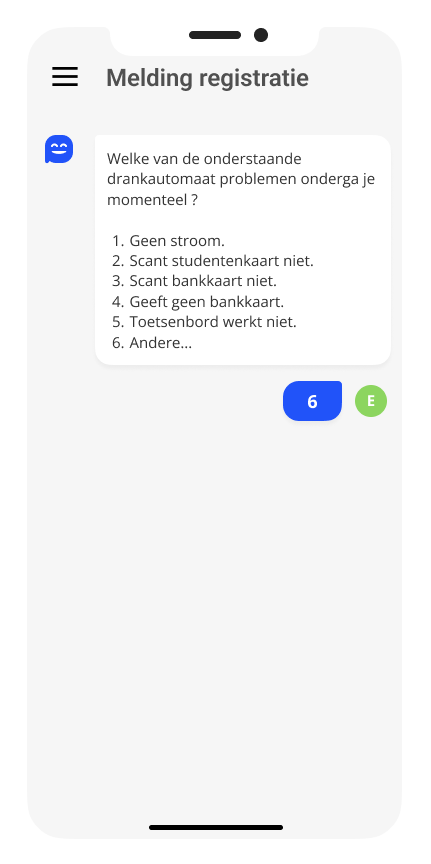 Melding registratie
Welke van de onderstaande
drankautomaat problemen onderga je
momenteel ?
1. Geen stroom.
2. Scant studentenkaart niet.
3. Scant bankkaart niet.
4. Geeft geen bankkaart.
5. Toetsenbord werkt niet.
6. Andere...
6
E